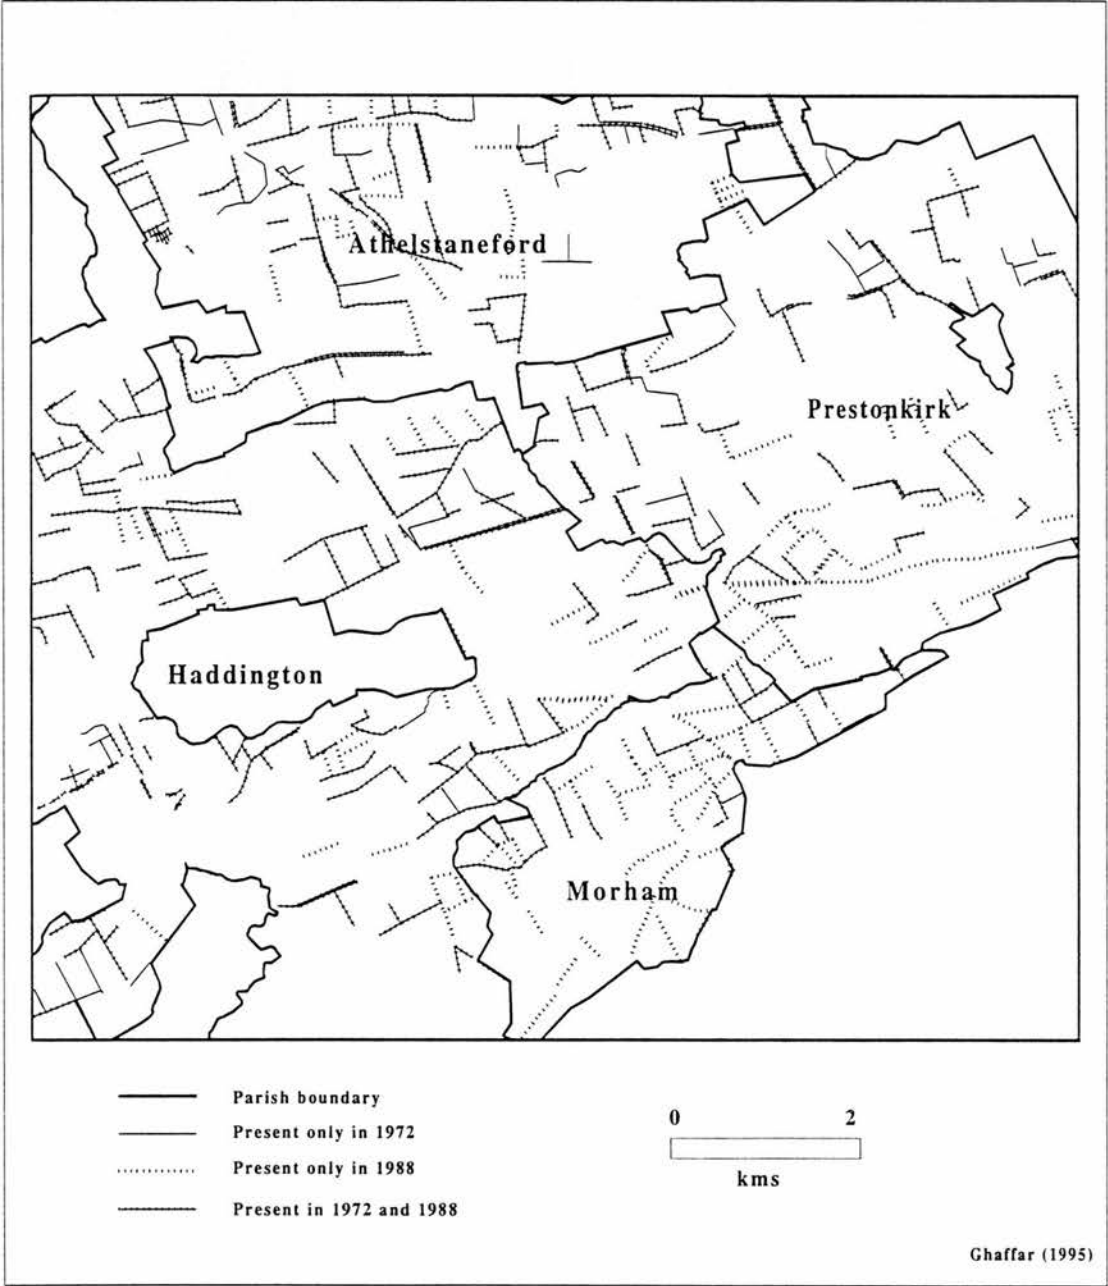 Athelstaneford
Prestonkirk
Haddington
Morham
Parish boundary
Present only in 1972
Present only in 1988
Present in 1972 and 1988
0 2
kms
Ghaffar (1995)